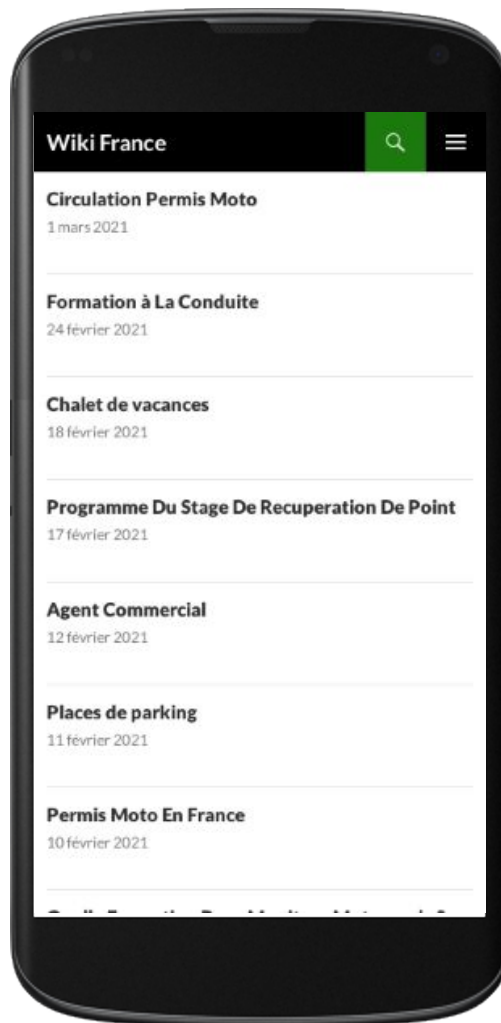 Wiki France
Circulation Permis Moto
1 mars 2021
Formation à La Conduite
24 février 2021
Chalet de vacances
18 février 2021
Programme Du Stage De Recuperation De Point
17 février 2021
Agent Commercial
12 février 2021
Places de parking
11 février 2021
Permis Moto En France
10 février 2021